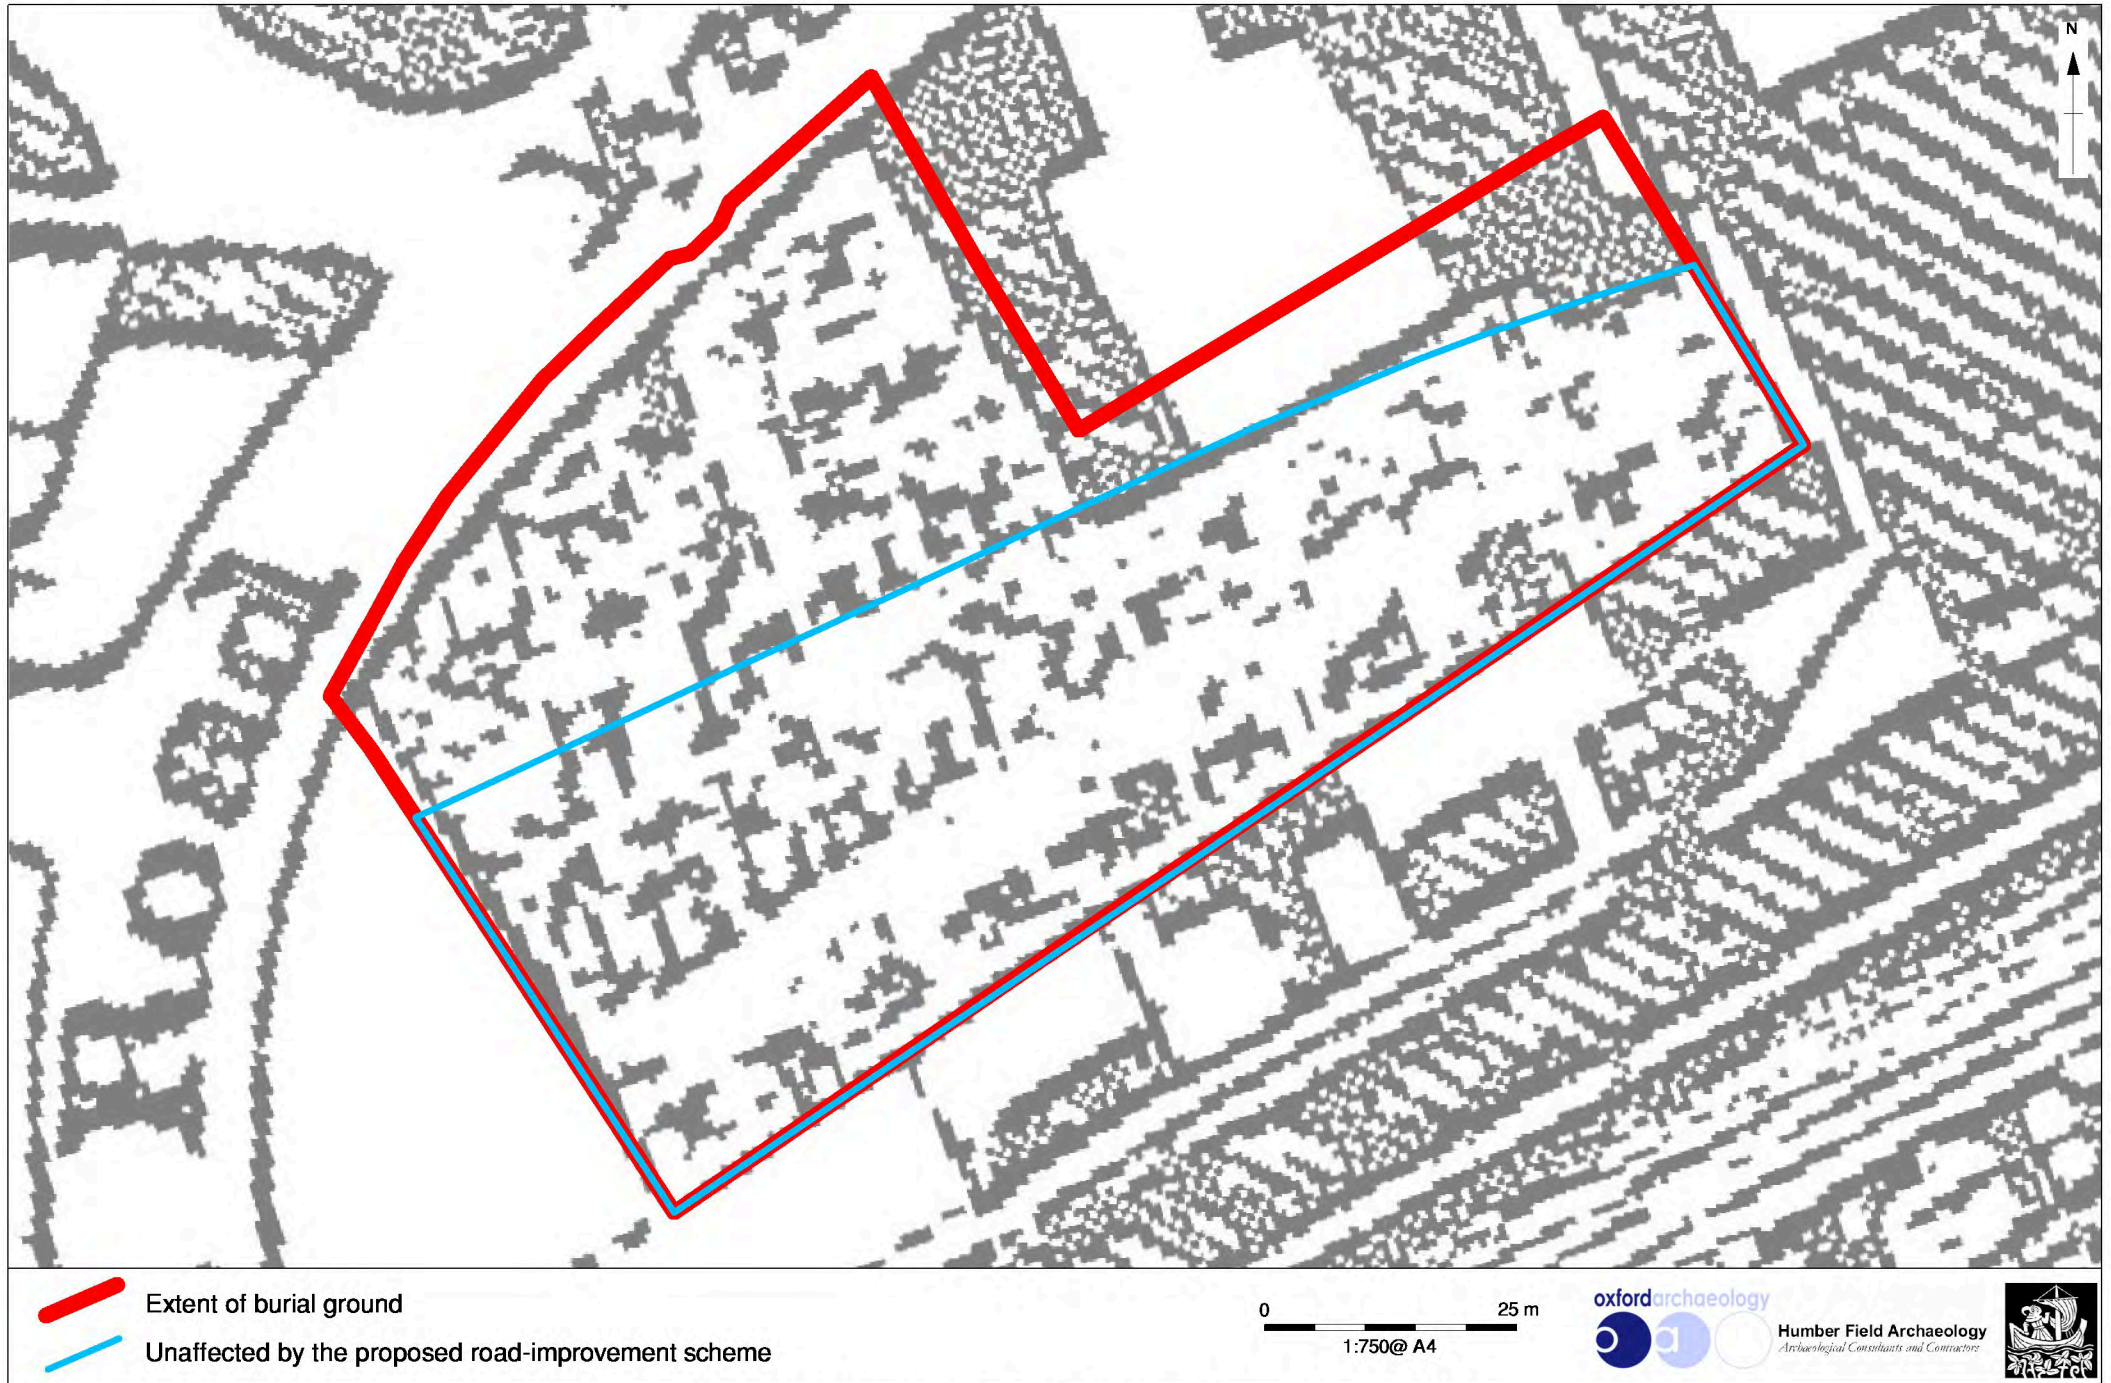 N
Extent of burial ground
Unaffected by the proposed road-improvement scheme
0 25 m
1:750@ A4
oxfordarchaeology
o a
Humber Field Archaeology
Archaeological Consultants and Contractors